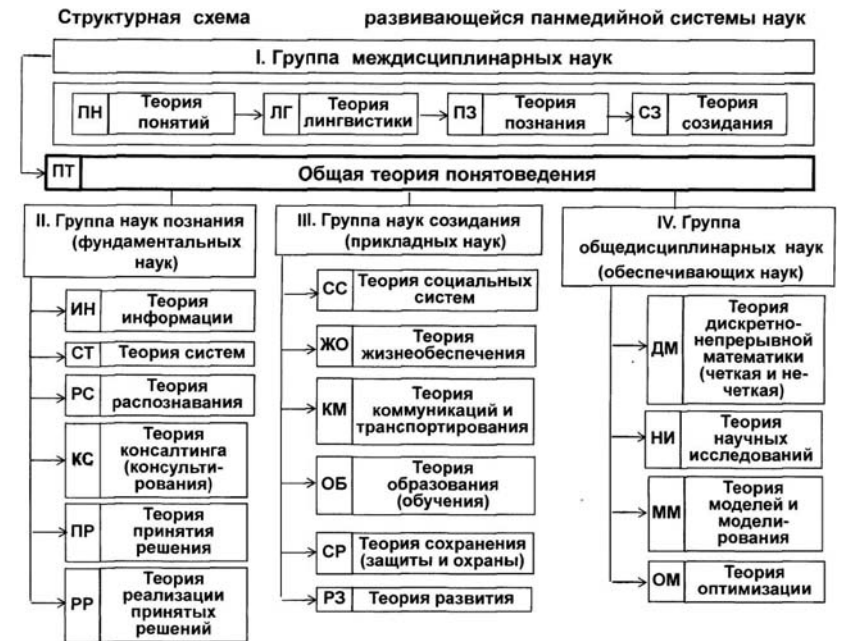 Структурная схема развивающейся панмедийной системы наук
I. Группа междисциплинарных наук
ПН
Теория
понятий
ЛГ
Теория
лингвистики
ПЗ
Теория
познания
СЗ
Теория
созидания
ПТ
Общая теория понятоведения
II. Группа наук познания
(фундаментальных
наук)
ИН
Теория
информации
СТ
Теория систем
РС
Теория
распознавания
КС
Теория
консалтинга
(консульти-
рования)
ПР
Теория
принятия
решения
РР
Теория
реализации
принятых
решений
III. Группа наук созидания
(прикладных наук)
СС
Теория социальных
систем
ЖО
Теория
жизнеобеспечения
КМ
Теория
коммуникаций и
транспортирования
ОБ
Теория
образования
(обучения)
СР
Теория сохранения
(защиты и охраны)
РЗ
Теория развития
IV. Группа
общедисциплинарных наук
(обеспечивающих наук)
ДМ
Теория
дискретно-
непрерывной
математики
(четкая и не-
четкая)
НИ
Теория
научных
исследований
ММ
Теория
моделей и
модели-
рования
ОМ
Теория
оптимизации